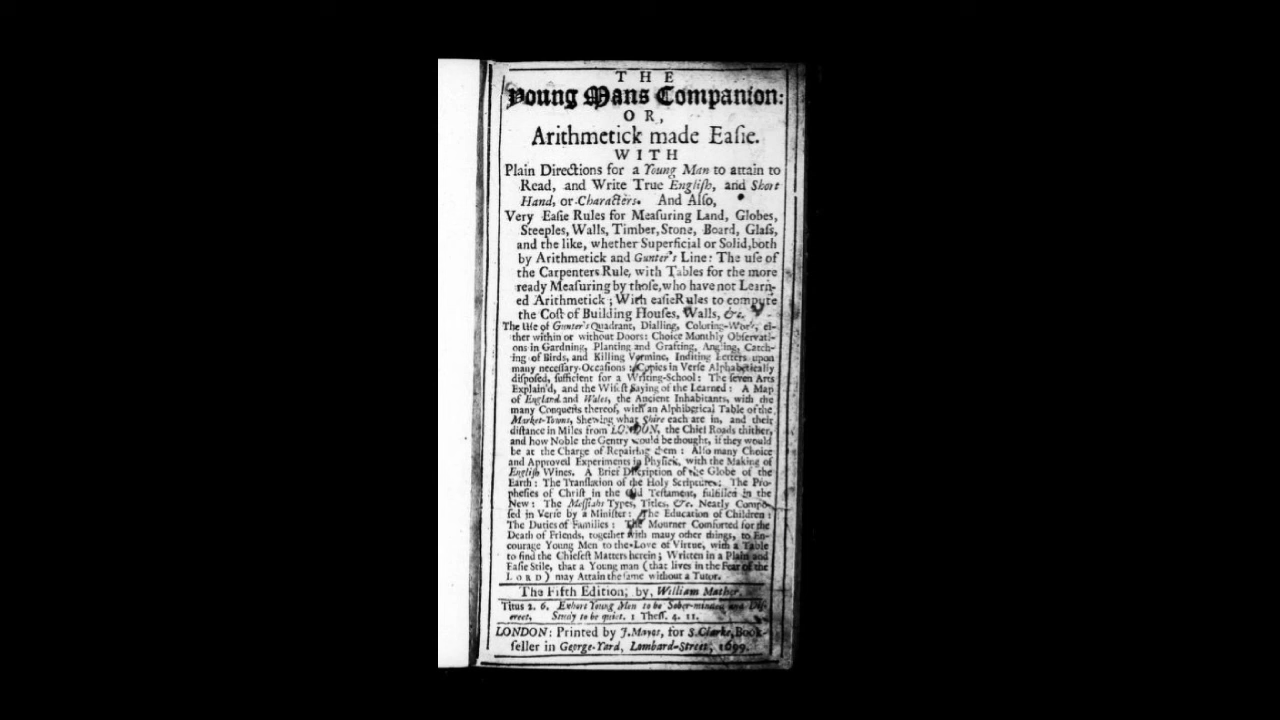 THE
Young Mans Companion:
OR,
Arithmetick made Eaſie.
WITH
Plain Directions for a Young Man to attain to
Read, and Write True Engliſh, and Short
Hand, or Characters. And Alſo,
Very Eaſie Rules for Meaſuring Land, Globes,
Steeples, Walls, Timber, Stone, Board, Glaſs,
and the like, whether Superficial or Solid, both
by Arithmetick and Gunter's Line: The uſe of
the Carpenters Rule, with Tables for the more
ready Meaſuring by thoſe, who have not Learn-
ed Arithmetick; With eaſie Rules to compute
the Coſt of Building Houſes, Walls, &c.
The Uſe of Gunter's Quadrant, Dialling, Coloring-Work, ei-
ther within or without Doors: Choice Monthly Obſervati-
ons in Gardning, Planting and Grafting, Angling, Catch-
ing of Birds, and Killing Vermine, Inditing Letters upon
many neceſſary Occaſions: Copies in Verſe Alphabetically
diſpoſed, ſufficient for a Writing-School: The ſeven Arts
Explain'd, and the Wiſeſt Saying of the Learned: A Map
of England and Wales, the Ancient Inhabitants, with the
many Conqueſts thereof, with an Alphiberical Table of the
Market-Towns, Shewing what Shire each are in, and their
diſtance in Miles from LONDON, the Chief Roads thither,
and how Noble the Gentry would be thought, if they would
be at the Charge of Repairing them: Alſo many Choice
and Approved Experiments in Phyſick, with the Making of
Engliſh Wines. A Brief Diſcription of the Globe of the
Earth: The Tranſlation of the Holy Scriptures: The Pro-
pheſies of Chriſt in the Old Teſtament, fulfilled in the
New: The Meſſiahs Types, Titles, &c. Neatly Compo-
ſed in Verſe by a Miniſter: The Education of Children:
The Duties of Families: The Mourner Comforted for the
Death of Friends, together with many other things, to En-
courage Young Men to the Love of Virtue, with a Table
to find the Chiefeſt Matters herein; Written in a Plain and
Eaſie Stile, that a Young man (that lives in the Fear of the
LORD) may Attain the ſame without a Tutor.
The Fifth Edition, by, William Mather.
Titus 2. 6. Exhort Young Men to be Sober-minded and Diſ-
creet. Study to be quiet. 1 Theſſ. 4. 11.
LONDON: Printed by J. Mayos, for S. Clarke, Book-
ſeller in George-Yard, Lombard-Street, 1699.